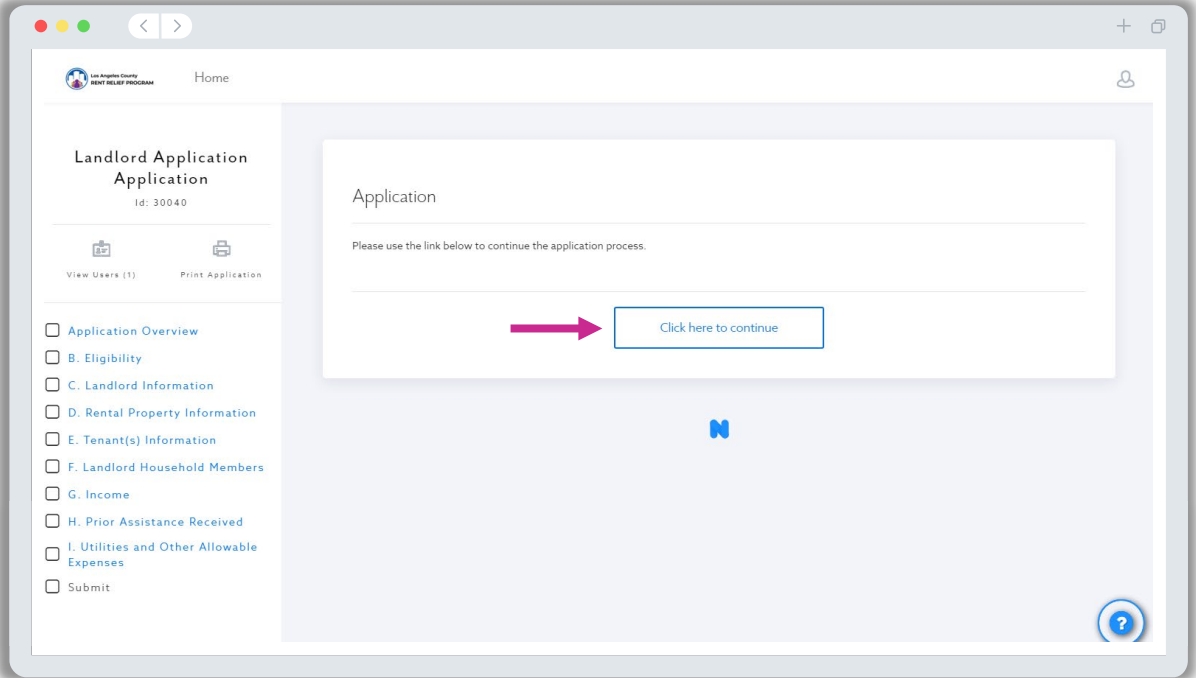 Los Angeles County
RENT RELIEF PROGRAM
Home
Landlord Application
Application
Id: 30040
View Users (1)
Print Application
Application Overview
B. Eligibility
C. Landlord Information
D. Rental Property Information
E. Tenant(s) Information
F. Landlord Household Members
G. Income
H. Prior Assistance Received
I. Utilities and Other Allowable
Expenses
Submit
Application
Please use the link below to continue the application process.
Click here to continue
N
?